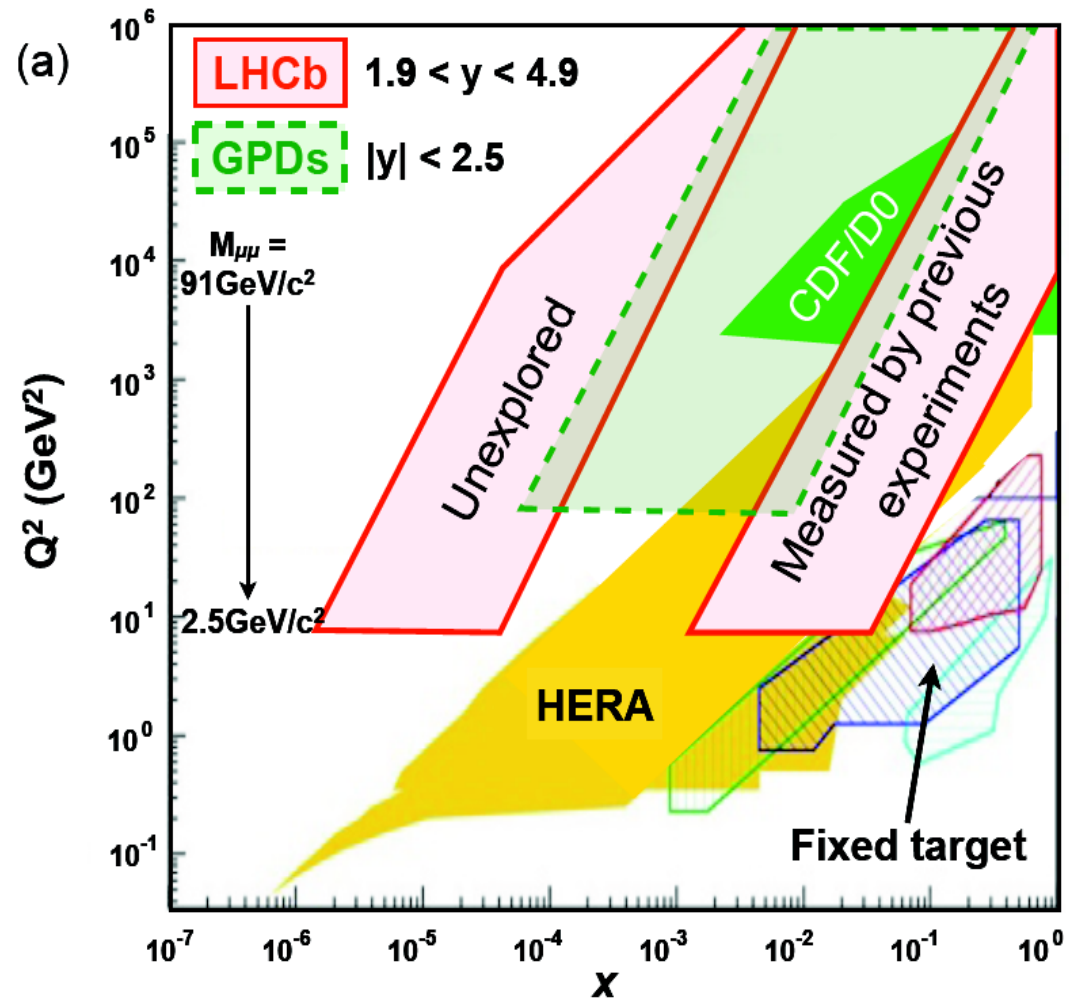 (a)
LHCb 1.9 < y < 4.9
GPDs |y| < 2.5
M_μμ =
91GeV/c²
2.5GeV/c²
Unexplored
CDF/D0
Measured by previous
experiments
HERA
Fixed target
Q² (GeV²)
10⁶
10⁵
10⁴
10³
10²
10¹
10⁰
10⁻¹
10⁻⁷ 10⁻⁶ 10⁻⁵ 10⁻⁴ 10⁻³ 10⁻² 10⁻¹ 10⁰
x